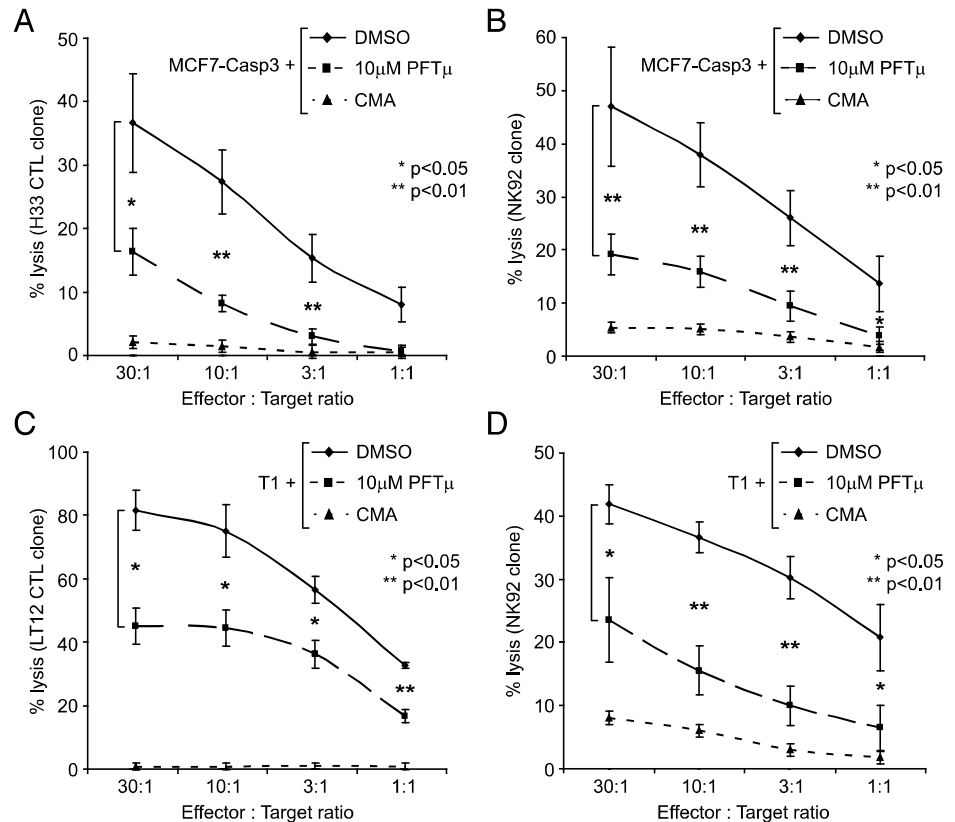 A
50
40
30
20
10
0
% lysis (H33 CTL clone)
MCF7-Casp3 +
DMSO
10μM PFTμ
CMA
* p<0.05
** p<0.01
*
**
**
30:1 10:1 3:1 1:1
Effector : Target ratio
B
60
50
40
30
20
10
0
% lysis (NK92 clone)
MCF7-Casp3 +
DMSO
10μM PFTμ
CMA
* p<0.05
** p<0.01
**
**
**
*
30:1 10:1 3:1 1:1
Effector : Target ratio
C
100
80
60
40
20
0
% lysis (LT12 CTL clone)
T1 +
DMSO
10μM PFTμ
CMA
* p<0.05
** p<0.01
*
*
*
**
30:1 10:1 3:1 1:1
Effector : Target ratio
D
50
40
30
20
10
0
% lysis (NK92 clone)
T1 +
DMSO
10μM PFTμ
CMA
* p<0.05
** p<0.01
*
**
**
*
30:1 10:1 3:1 1:1
Effector : Target ratio